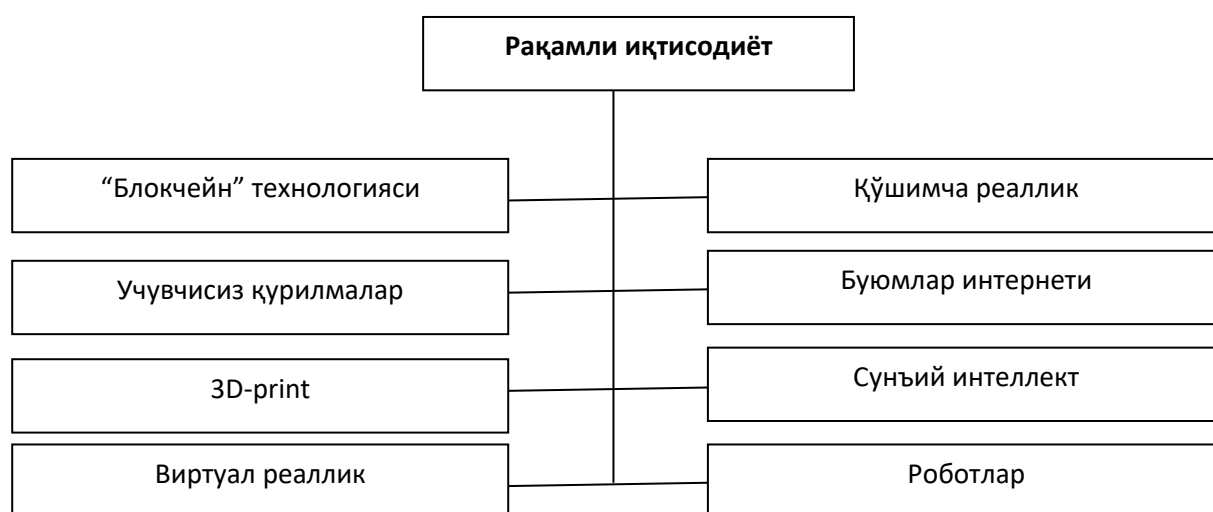 Рақамли иқтисодиёт
“Блокчейн” технологияси
Қўшимча реаллик
Учувчисиз қурилмалар
Буюмлар интернети
3D-print
Сунъий интеллект
Виртуал реаллик
Роботлар